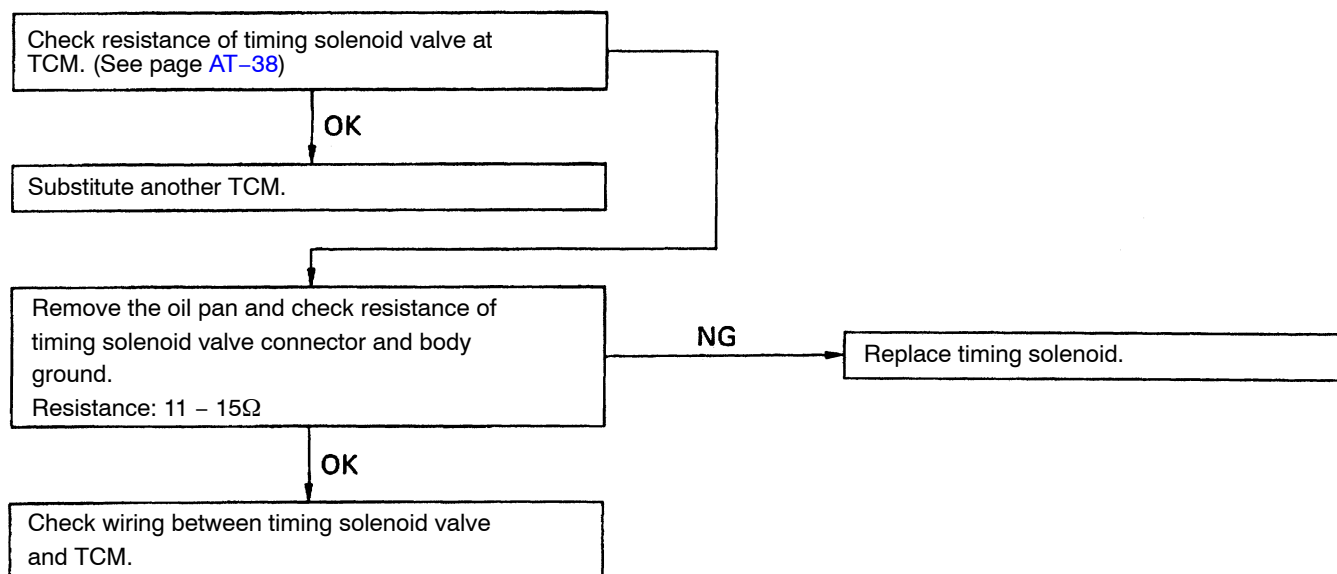 Check resistance of timing solenoid valve at
TCM. (See page AT−38)
OK
Substitute another TCM.
Remove the oil pan and check resistance of
timing solenoid valve connector and body
ground.
Resistance: 11 − 15Ω
NG
Replace timing solenoid.
OK
Check wiring between timing solenoid valve
and TCM.